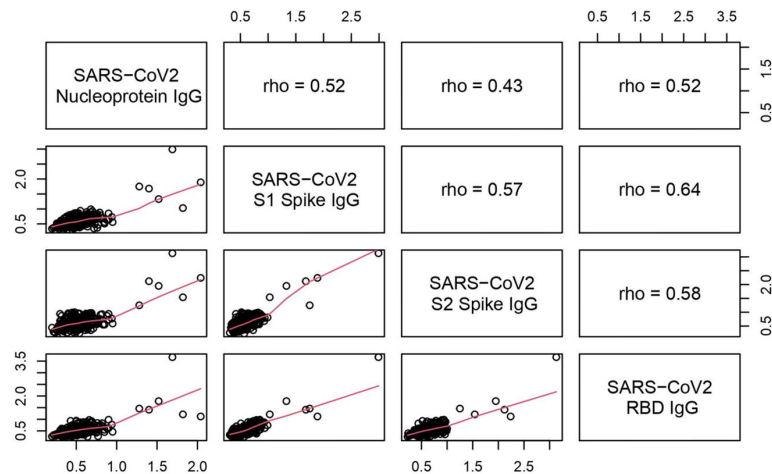 0.5 1.5 2.5 0.5 1.5 2.5 3.5
SARS−CoV2
Nucleoprotein IgG
rho = 0.52
rho = 0.43
rho = 0.52
0.5 1.5
0.5 2.0
SARS−CoV2
S1 Spike IgG
rho = 0.57
rho = 0.64
SARS−CoV2
S2 Spike IgG
rho = 0.58
0.5 2.0
0.5 2.0 3.5
SARS−CoV2
RBD IgG
0.5 1.0 1.5 2.0 0.5 1.5 2.5